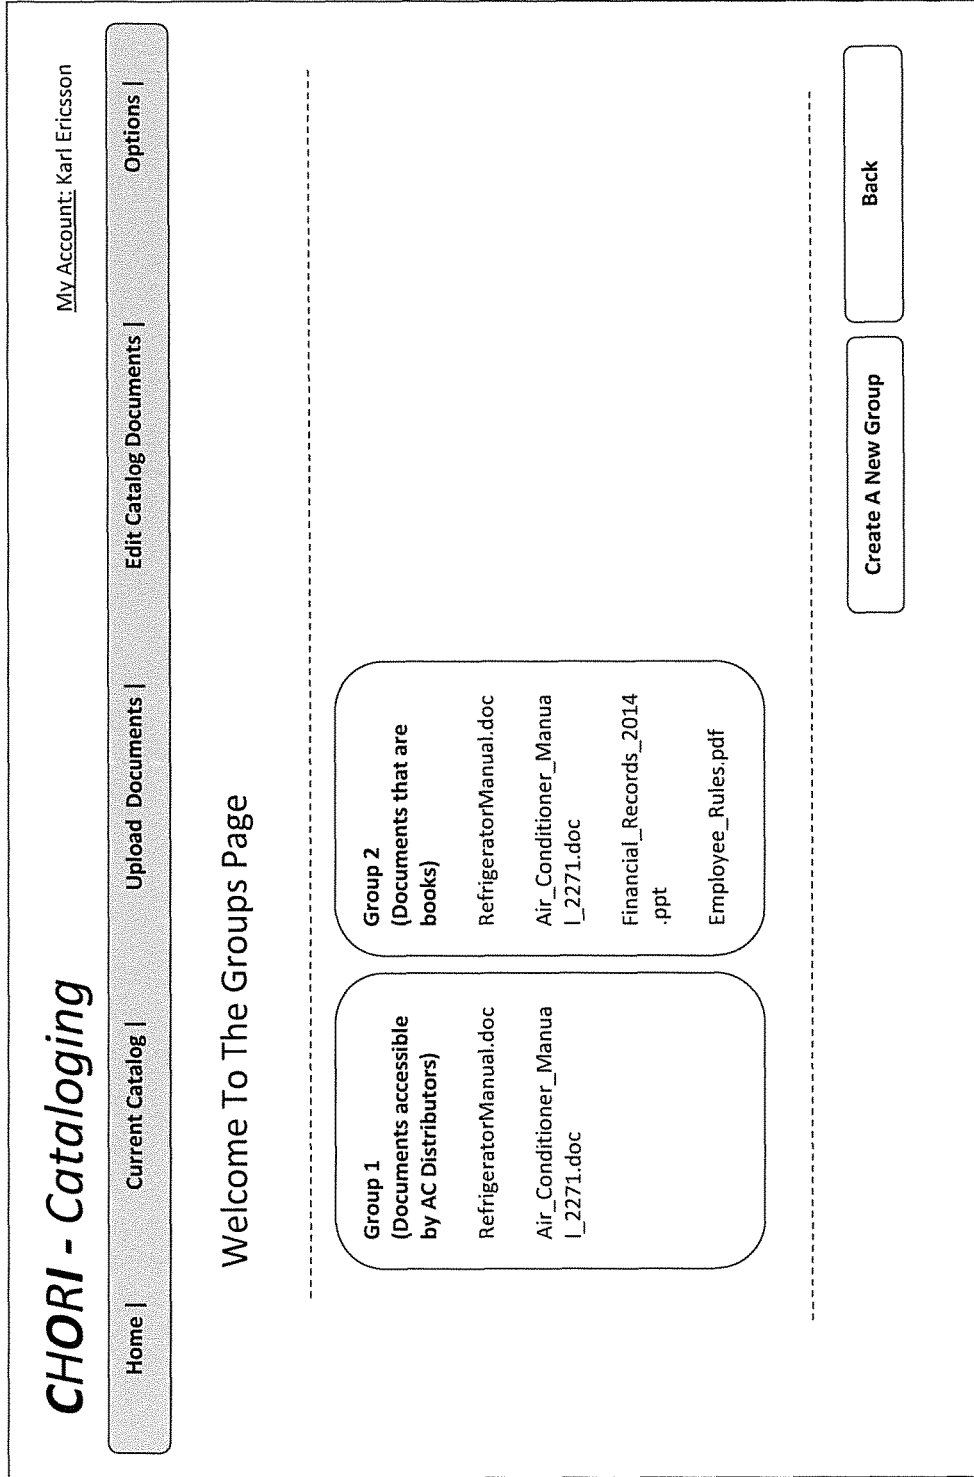 CHORI - Cataloging
My Account: Karl Ericsson
Home | Current Catalog | Upload Documents | Edit Catalog Documents | Options |
Welcome To The Groups Page
Group 1
(Documents accessible
by AC Distributors)
RefrigeratorManual.doc
Air_Conditioner_Manua
l_2271.doc
Group 2
(Documents that are
books)
RefrigeratorManual.doc
Air_Conditioner_Manua
l_2271.doc
Financial_Records_2014
.ppt
Employee_Rules.pdf
Create A New Group
Back